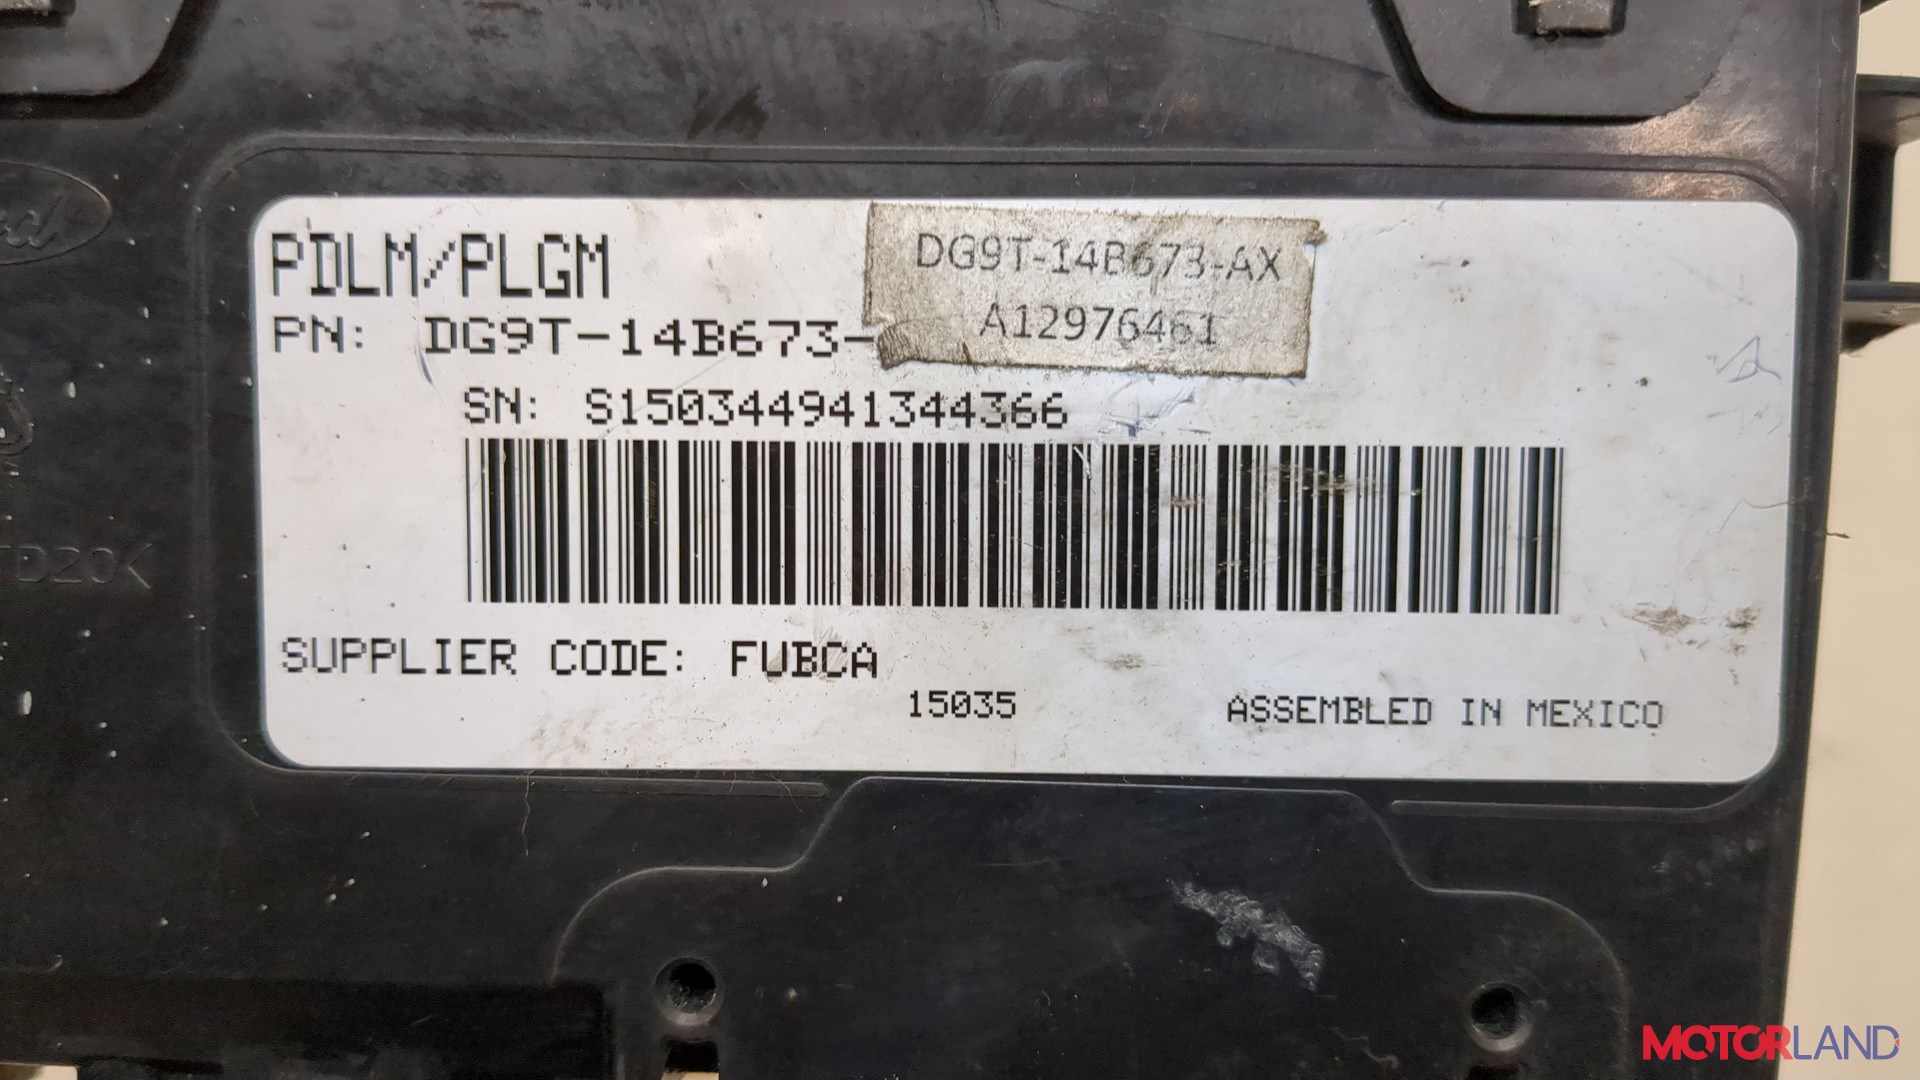 PDLM/PLGM
DG9T-14B673-AX
A12976461
PN: DG9T-14B673-
SN: S150344941344366
SUPPLIER CODE: FUBCA
15035
ASSEMBLED IN MEXICO
D20K
MOTORLAND